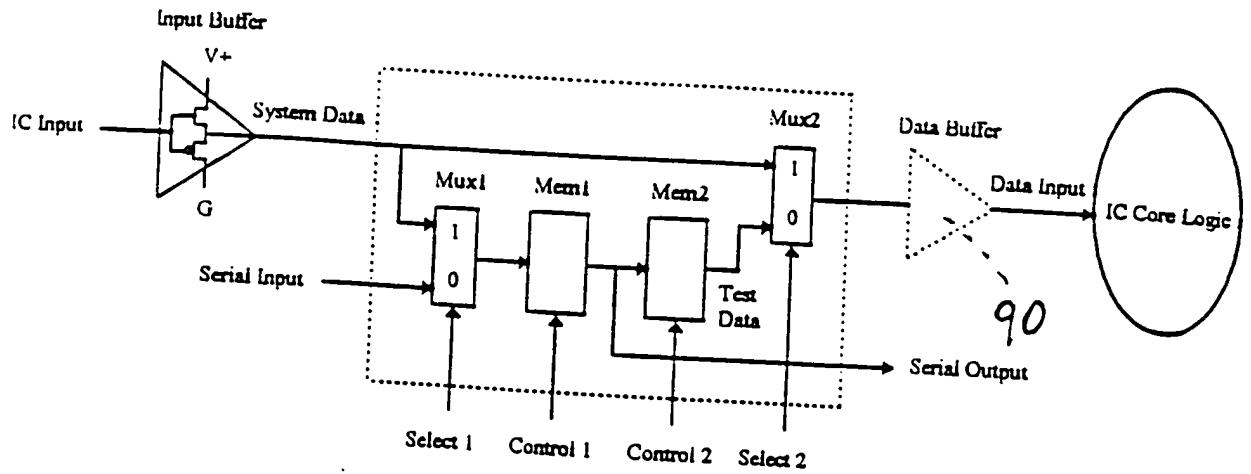 Input Buffer
V+
IC Input
System Data
G
Mux1
Mem1
Mem2
Mux2
1
0
1
0
Data Buffer
Data Input
IC Core Logic
Serial Input
Test
Data
90
Serial Output
Select 1
Control 1
Control 2
Select 2